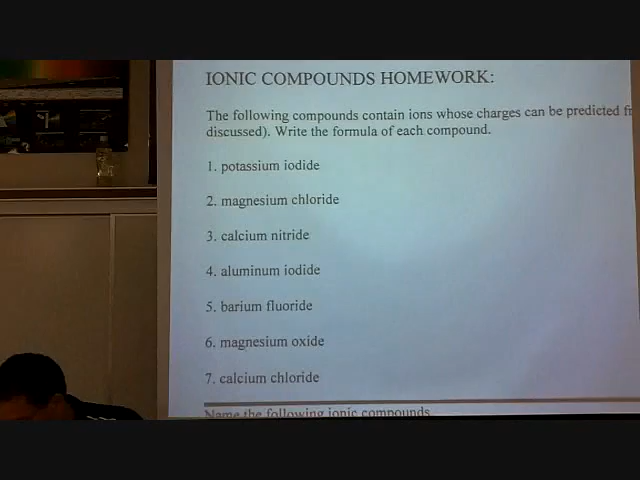 IONIC COMPOUNDS HOMEWORK:
The following compounds contain ions whose charges can be predicted
discussed). Write the formula of each compound.
1. potassium iodide
2. magnesium chloride
3. calcium nitride
4. aluminum iodide
5. barium fluoride
6. magnesium oxide
7. calcium chloride
Name the following ionic compounds